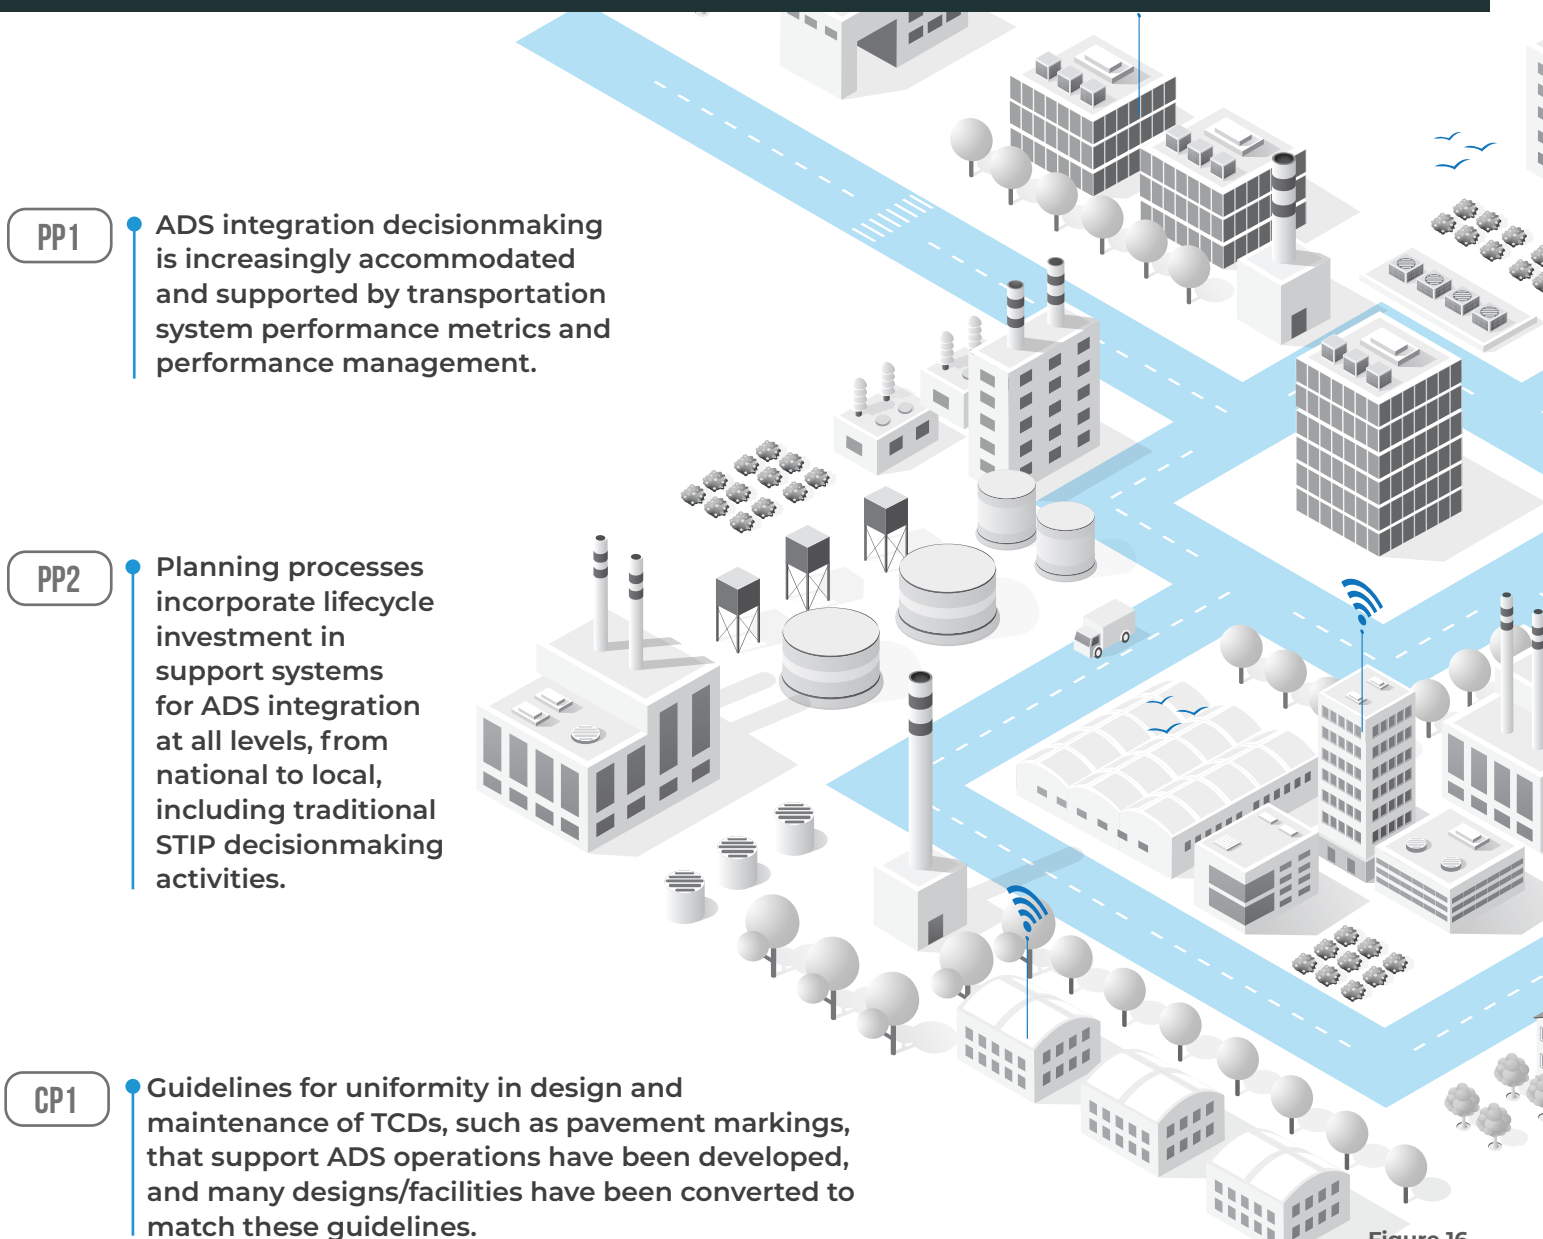 PP1
ADS integration decisionmaking
is increasingly accommodated
and supported by transportation
system performance metrics and
performance management.
PP2
Planning processes
incorporate lifecycle
investment in
support systems
for ADS integration
at all levels, from
national to local,
including traditional
STIP decisionmaking
activities.
CP1
Guidelines for uniformity in design and
maintenance of TCDs, such as pavement markings,
that support ADS operations have been developed,
and many designs/facilities have been converted to
match these guidelines.
Figure 16